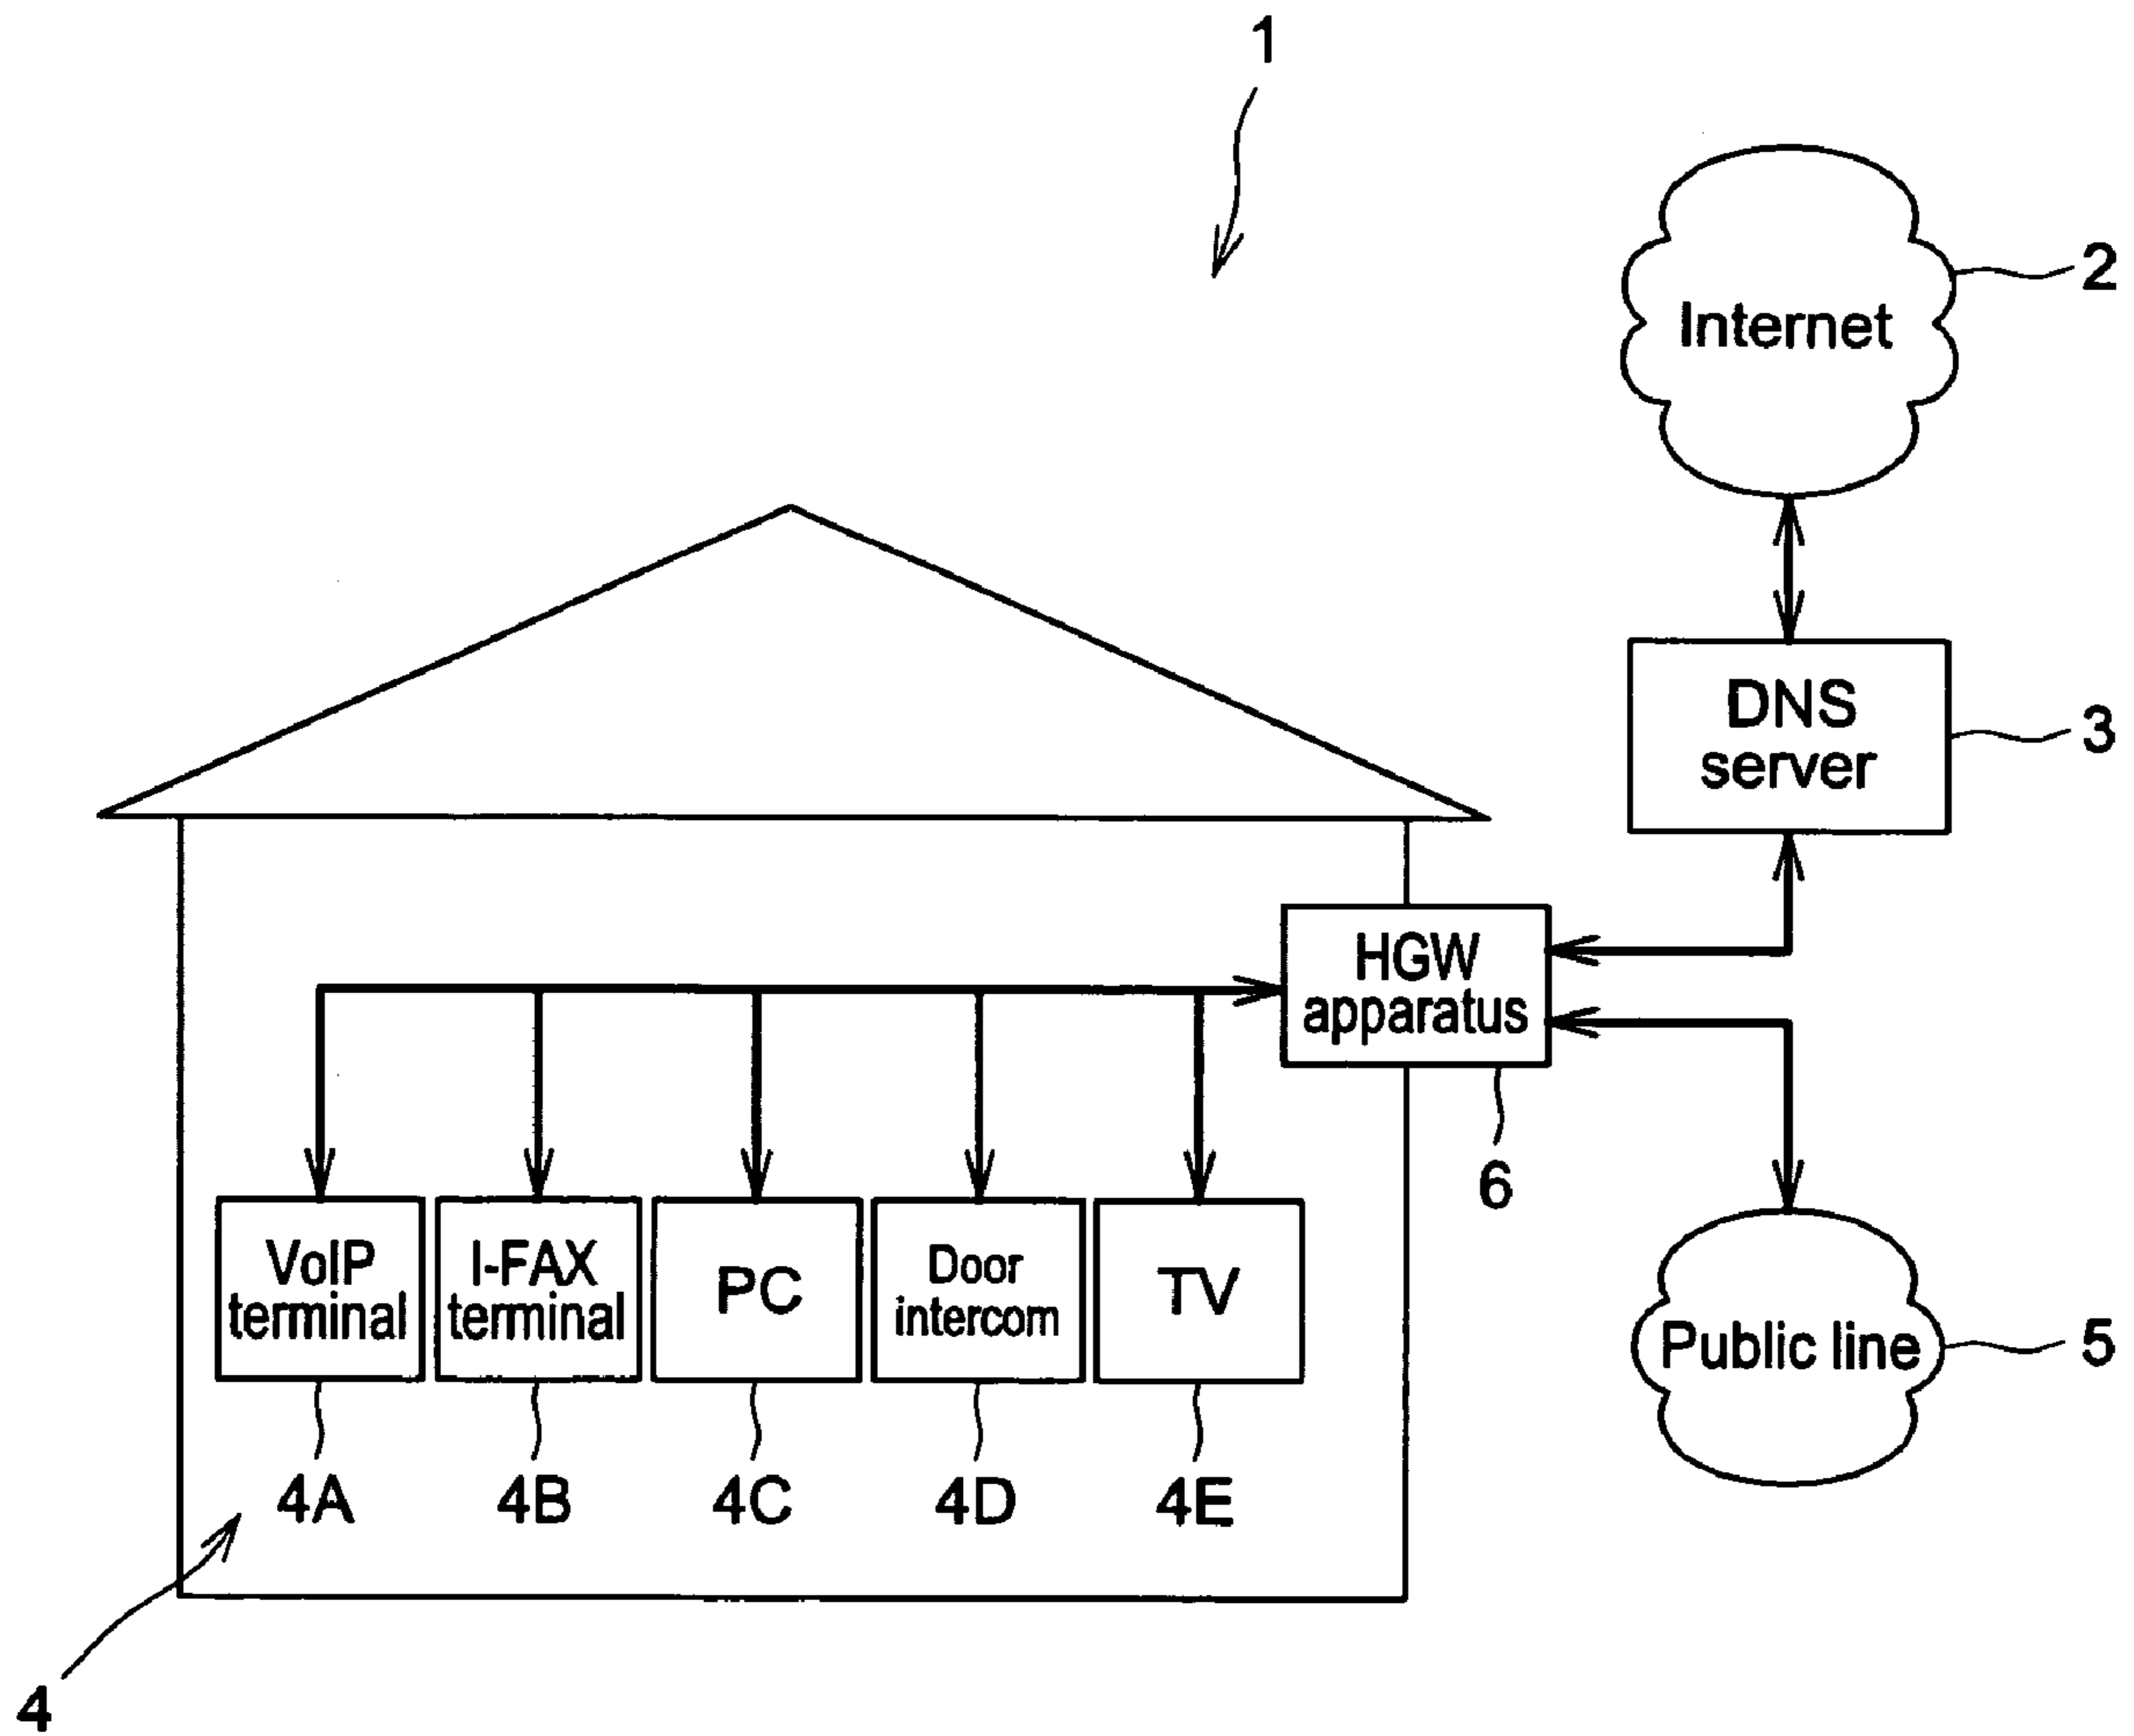 1
Internet
2
DNS
server
3
HGW
apparatus
6
VoIP
terminal
I-FAX
terminal
PC
Door
intercom
TV
Public line
5
4A
4B
4C
4D
4E
4